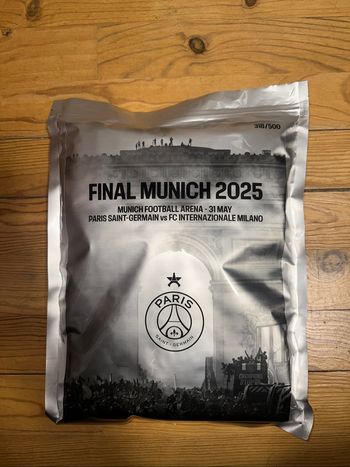 318/500
FINAL MUNICH 2025
MUNICH FOOTBALL ARENA - 31 MAY
PARIS SAINT-GERMAIN vs FC INTERNAZIONALE MILANO
PARIS
SAINT-GERMAIN